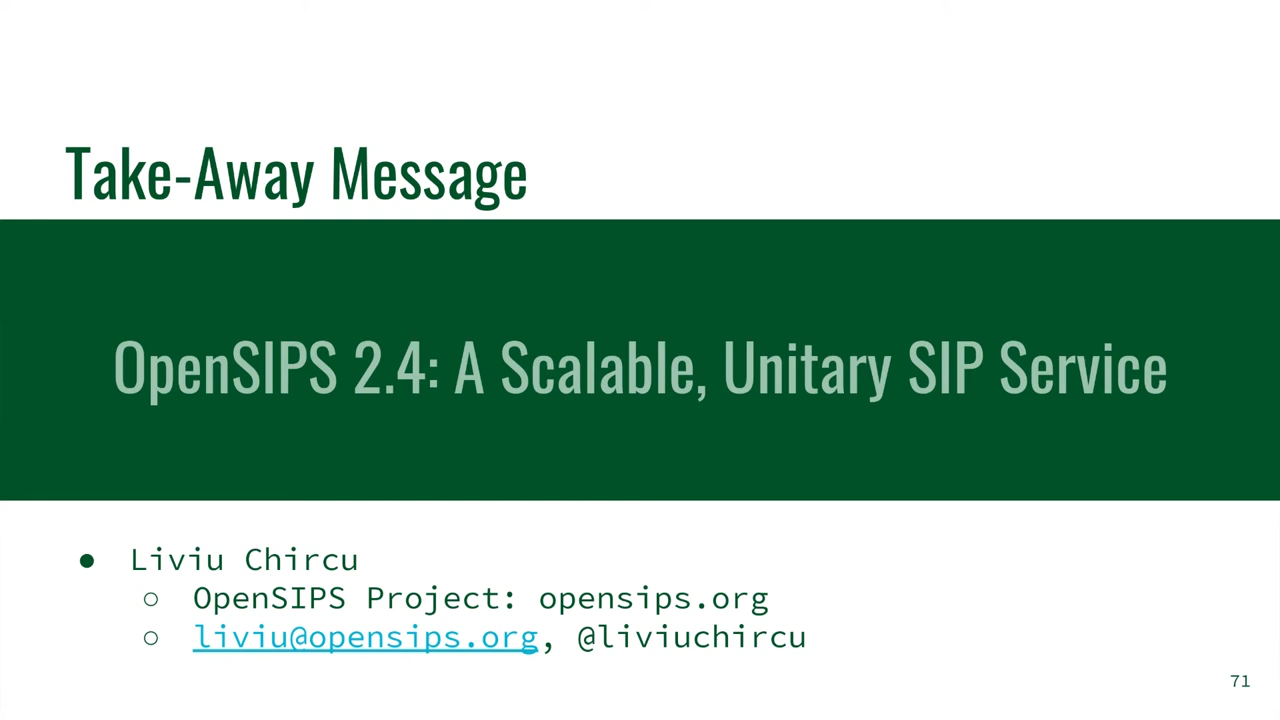 Take-Away Message
OpenSIPS 2.4: A Scalable, Unitary SIP Service
● Liviu Chircu
○ OpenSIPS Project: opensips.org
○ liviu@opensips.org, @liviuchircu
71